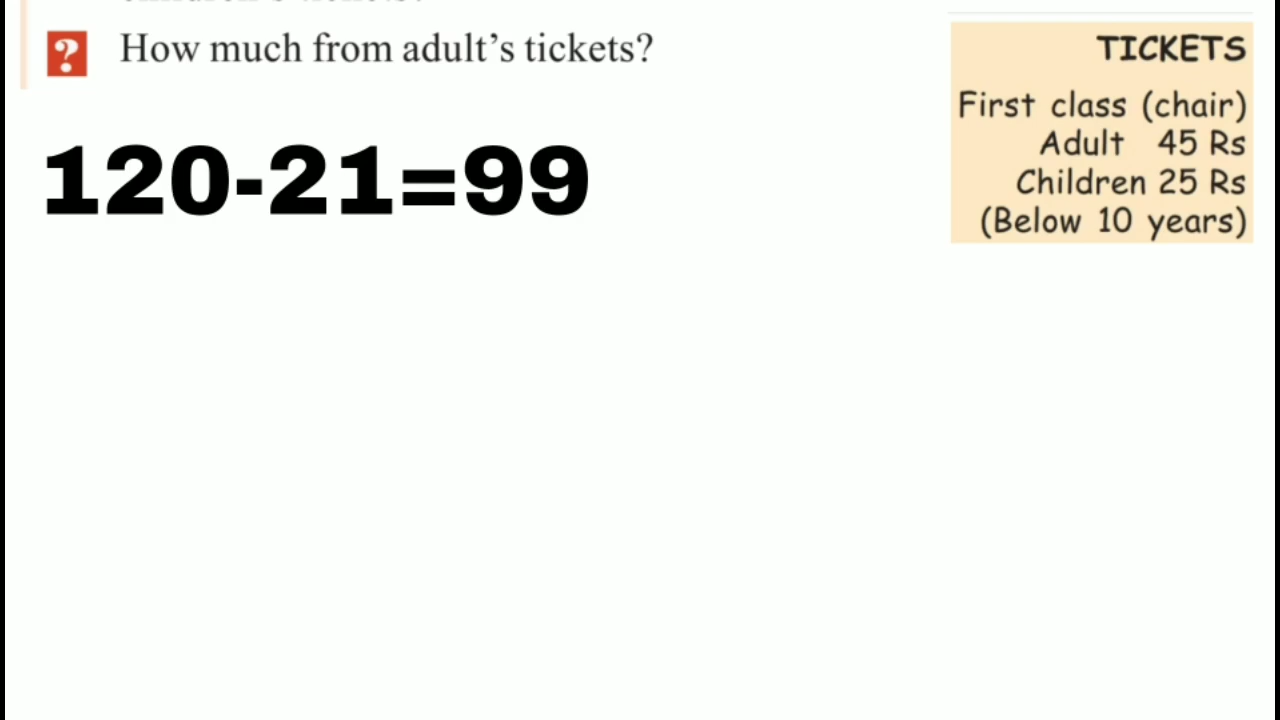 ?
How much from adult’s tickets?
120-21=99
TICKETS
First class (chair)
Adult 45 Rs
Children 25 Rs
(Below 10 years)